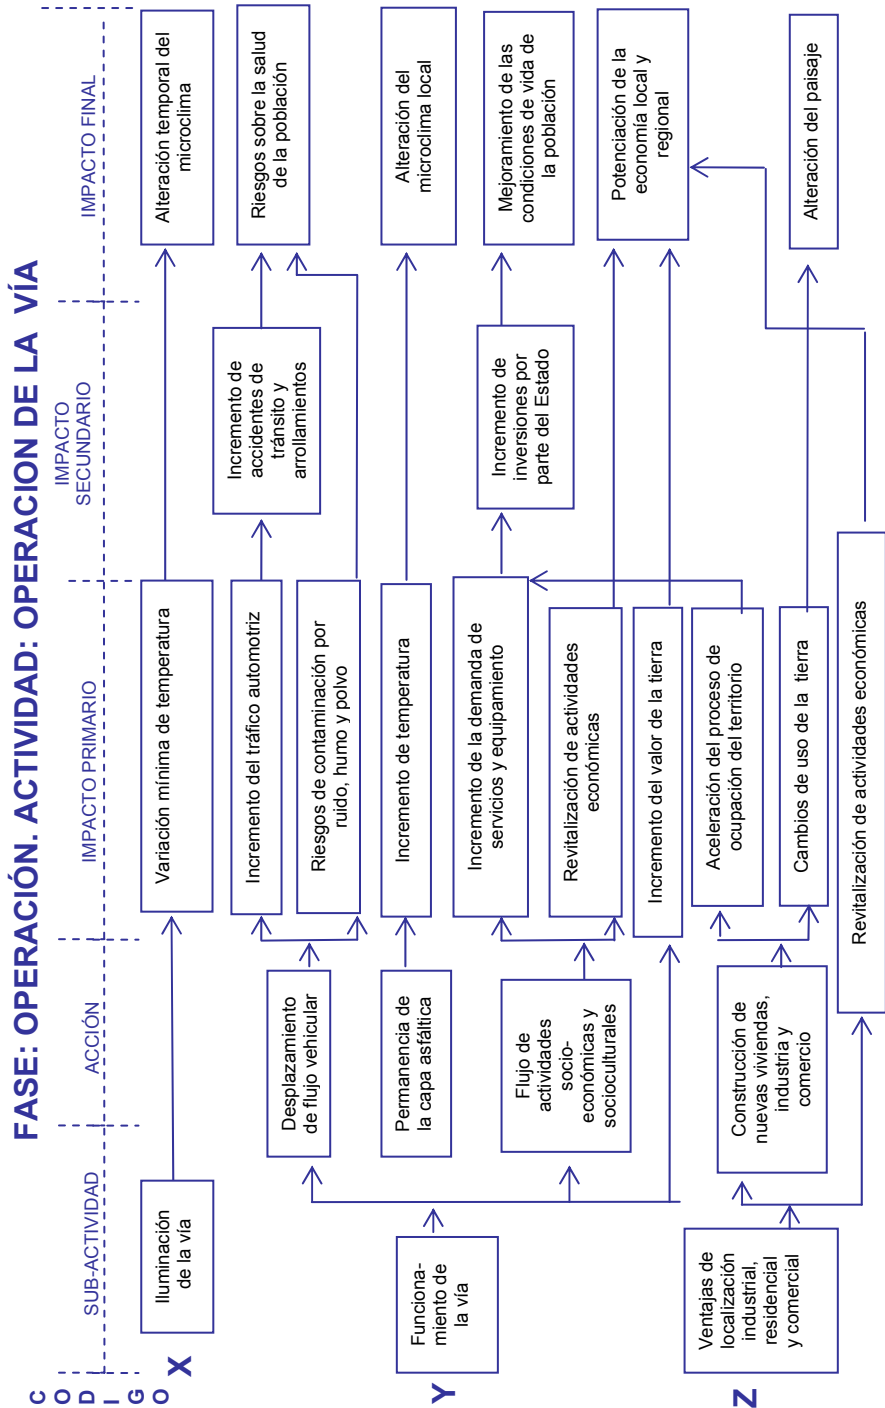 FASE: OPERACIÓN. ACTIVIDAD: OPERACION DE LA VÍA
CODIGO
SUB-ACTIVIDAD
ACCIÓN
IMPACTO PRIMARIO
IMPACTO
SECUNDARIO
IMPACTO FINAL
X
Iluminación
de la vía
Variación mínima de temperatura
Alteración temporal del
microclima
Y
Funciona-
miento de
la vía
Desplazamiento
de flujo vehicular
Incremento del tráfico automotriz
Incremento de
accidentes de
tránsito y
arrollamientos
Riesgos sobre la salud
de la población
Riesgos de contaminación por
ruido, humo y polvo
Permanencia de
la capa asfáltica
Incremento de temperatura
Alteración del
microclima local
Flujo de
actividades
socio-
económicas y
socioculturales
Incremento de la demanda de
servicios y equipamiento
Incremento de
inversiones por
parte del Estado
Mejoramiento de las
condiciones de vida de
la población
Revitalización de actividades
económicas
Potenciación de la
economía local y
regional
Incremento del valor de la tierra
Z
Ventajas de
localización
industrial,
residencial
y comercial
Construcción de
nuevas viviendas,
industria y
comercio
Aceleración del proceso de
ocupación del territorio
Cambios de uso de la  tierra
Alteración del paisaje
Revitalización de actividades económicas